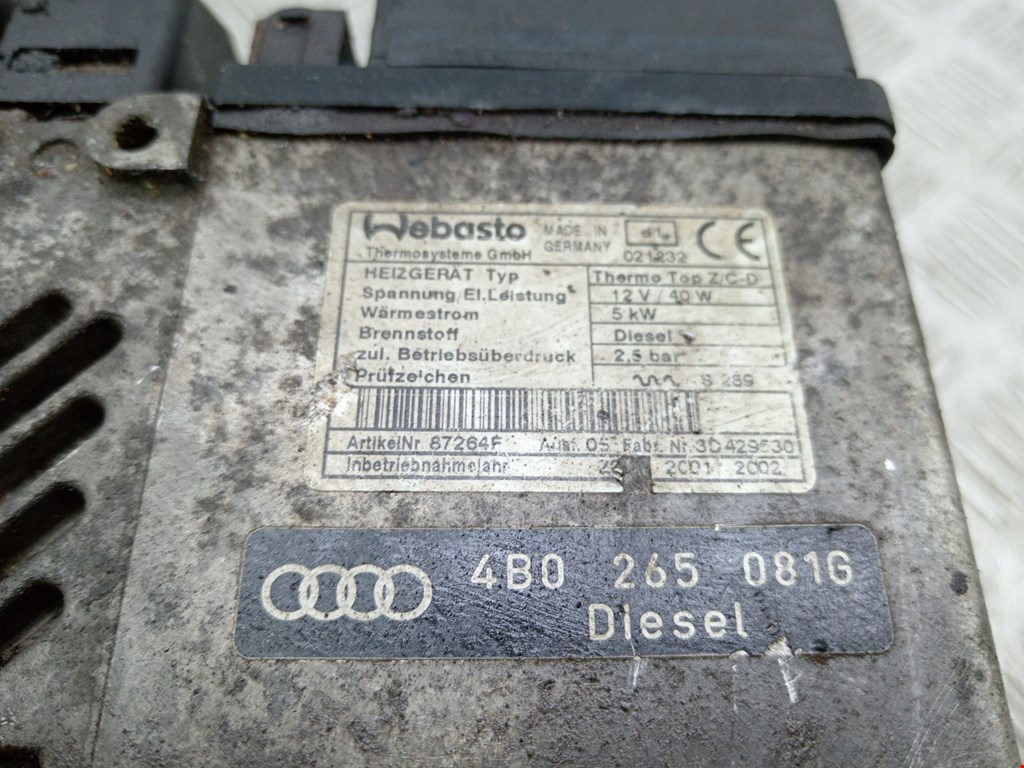 Webasto
Thermosysteme GmbH
MADE IN
GERMANY
021232
CE
HEIZGERÄT Typ Thermo Top Z/C-D
Spannung/El.Leistung 12 V / 40 W
Wärmestrom 5 kW
Brennstoff Diesel
zul. Betriebsüberdruck 2,5 bar
Prüfzeichen S 289
ArtikelNr. 87264F Ausf. 05 Fabr. Nr.
Inbetriebnahmejahr 2001 2002
4B0 265 081G
Diesel